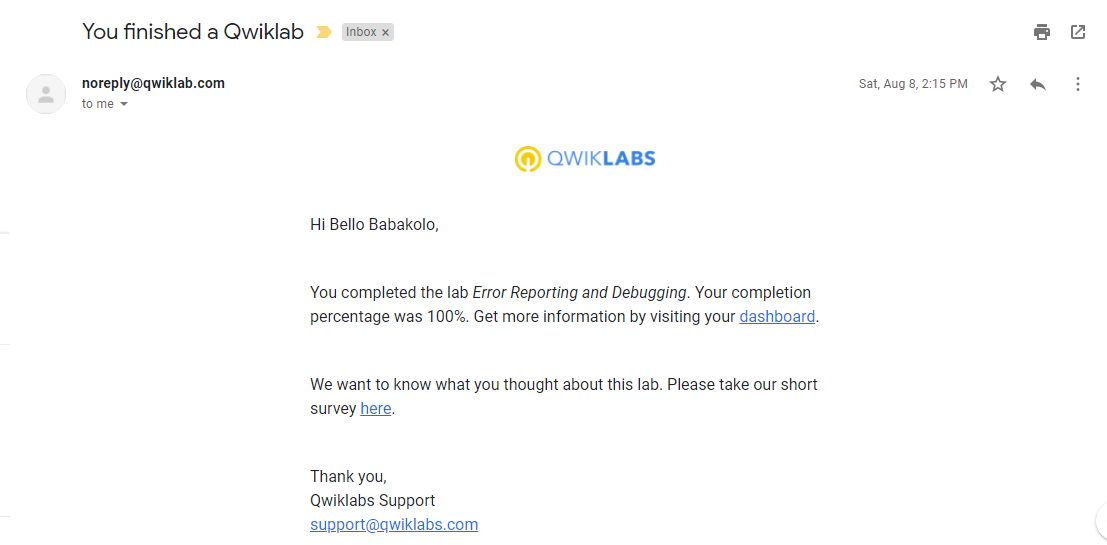 You finished a Qwiklab Inbox ×
noreply@qwiklab.com Sat, Aug 8, 2:15 PM
to me
QWIKLABS
Hi Bello Babakolo,
You completed the lab Error Reporting and Debugging. Your completion
percentage was 100%. Get more information by visiting your dashboard.
We want to know what you thought about this lab. Please take our short
survey here.
Thank you,
Qwiklabs Support
support@qwiklabs.com